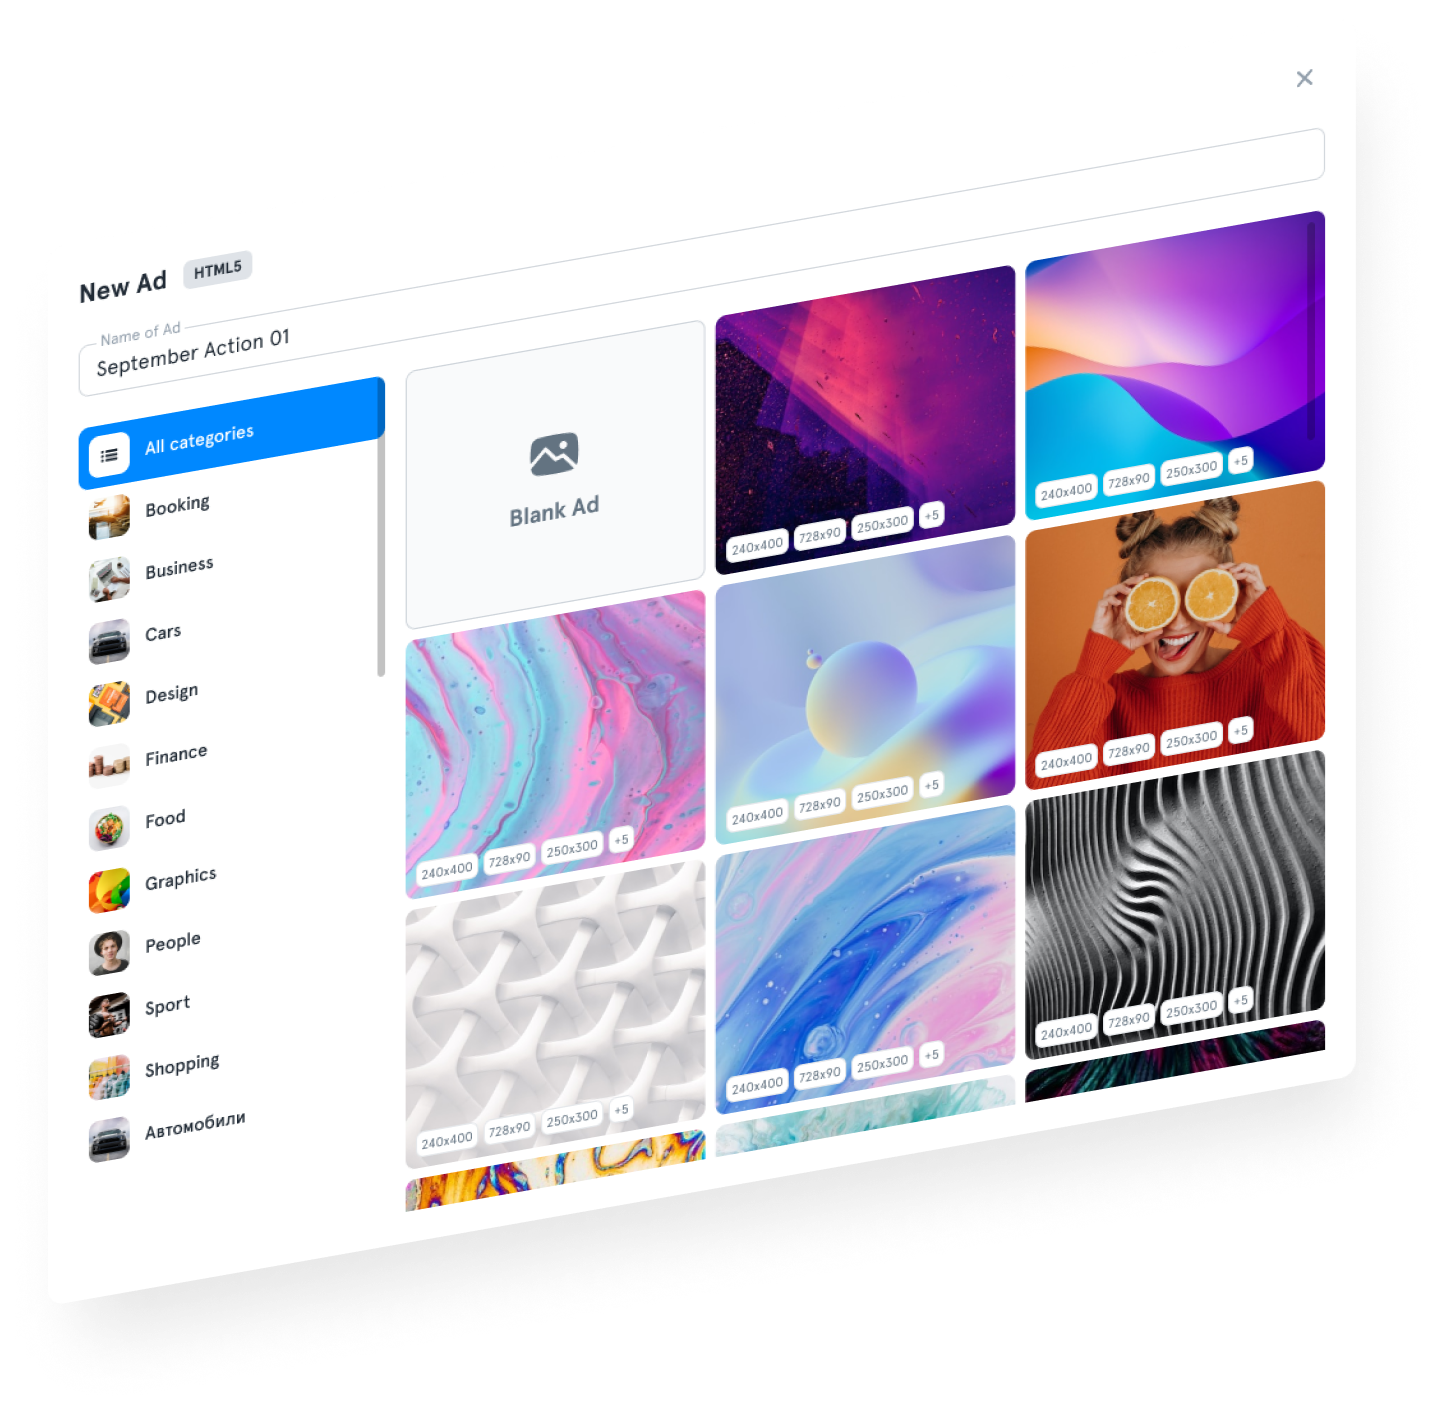 New Ad HTML5
Name of Ad
September Action 01
All categories
Booking
Business
Cars
Design
Finance
Food
Graphics
People
Sport
Shopping
Автомобили
Blank Ad
240x400 728x90 250x300 +5
240x400 728x90 250x300 +5
240x400 728x90 250x300 +5
240x400 728x90 250x300 +5
240x400 728x90 250x300 +5
240x400 728x90 250x300 +5
240x400 728x90 250x300 +5
240x400 728x90 250x300 +5